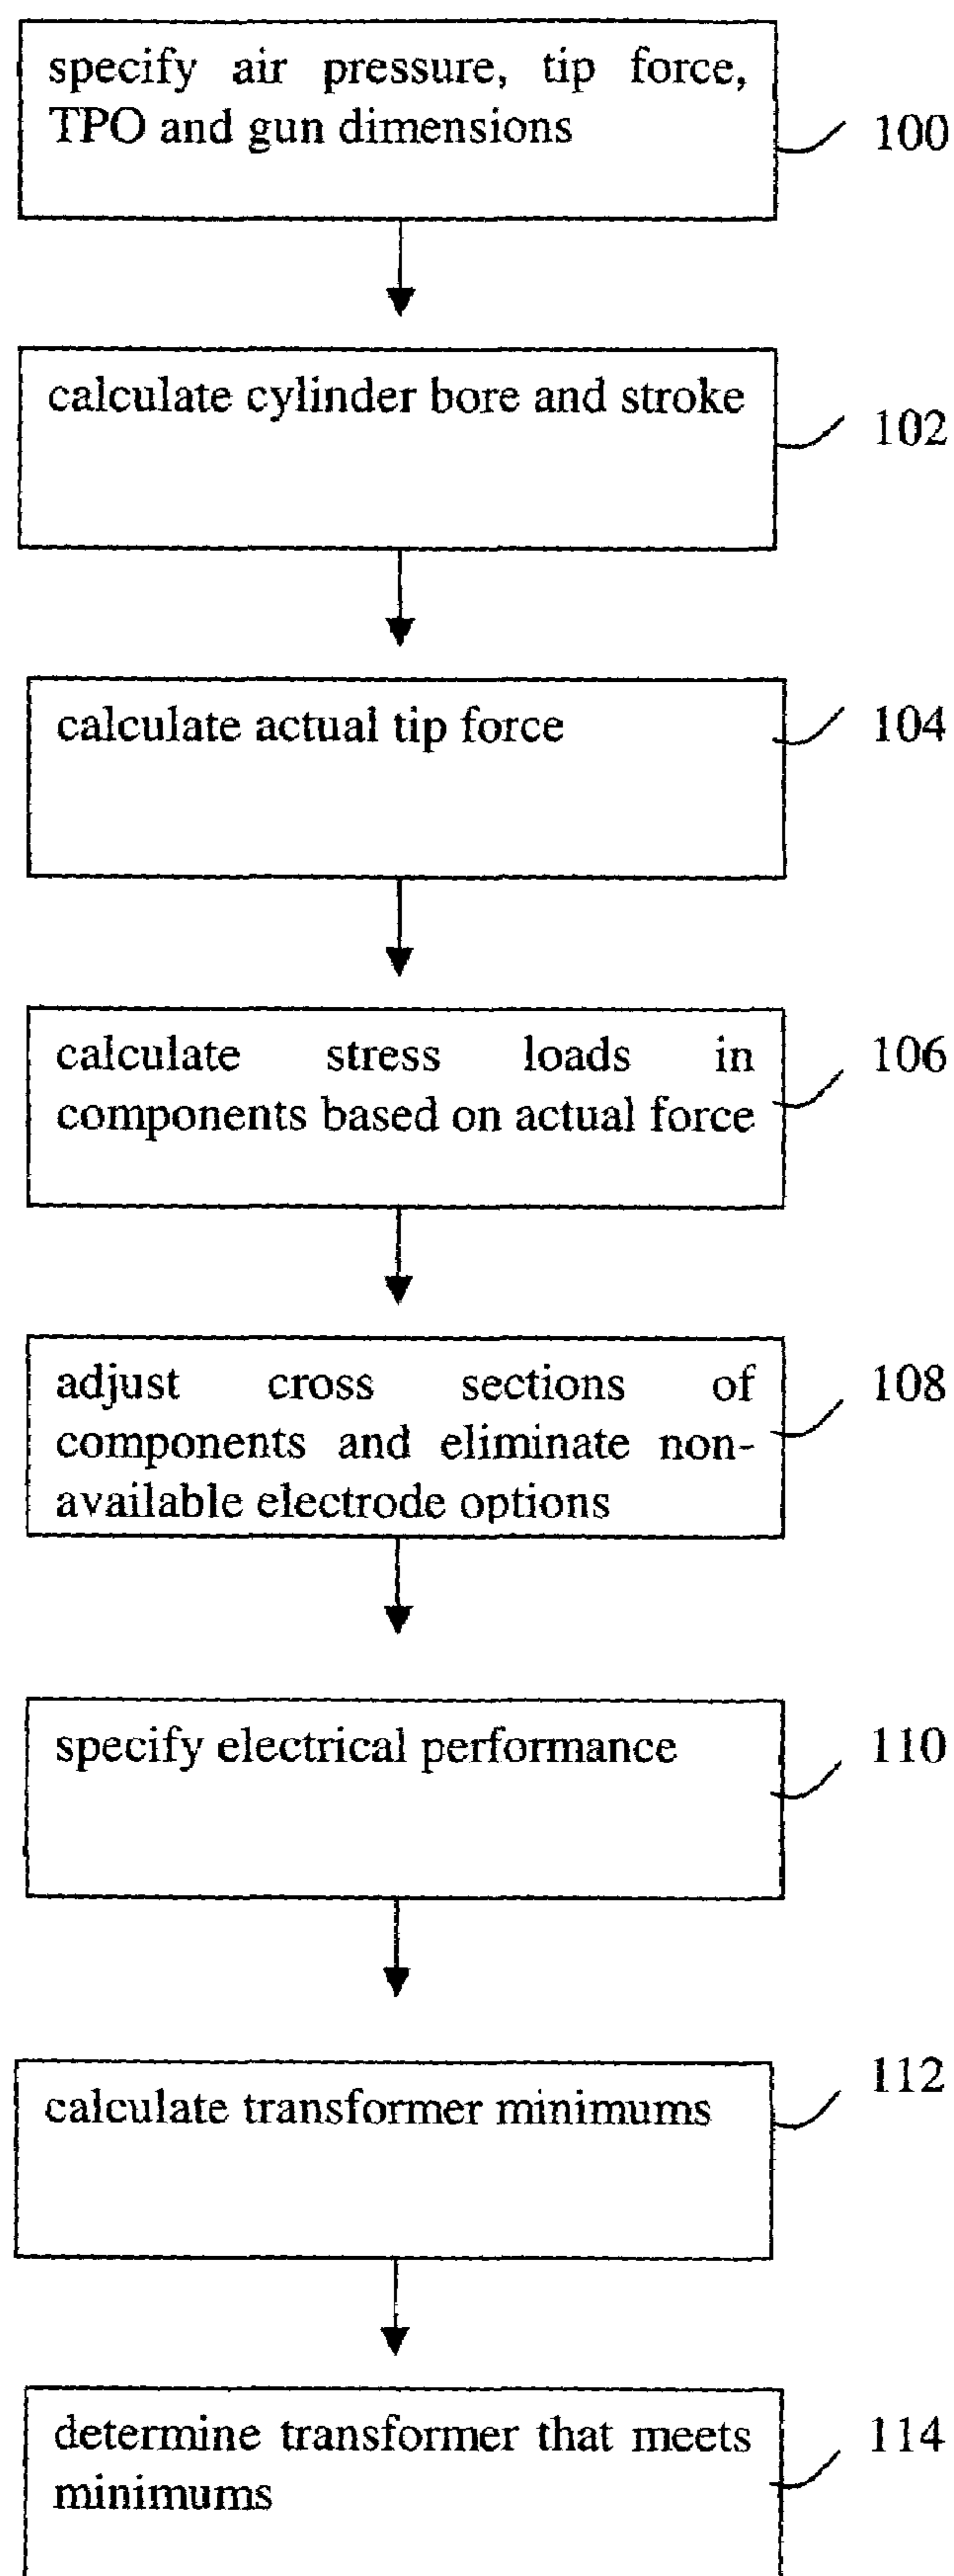 specify air pressure, tip force,
TPO and gun dimensions
100
calculate cylinder bore and stroke
102
calculate actual tip force
104
calculate stress loads in
components based on actual force
106
adjust cross sections of
components and eliminate non-
available electrode options
108
specify electrical performance
110
calculate transformer minimums
112
determine transformer that meets
minimums
114